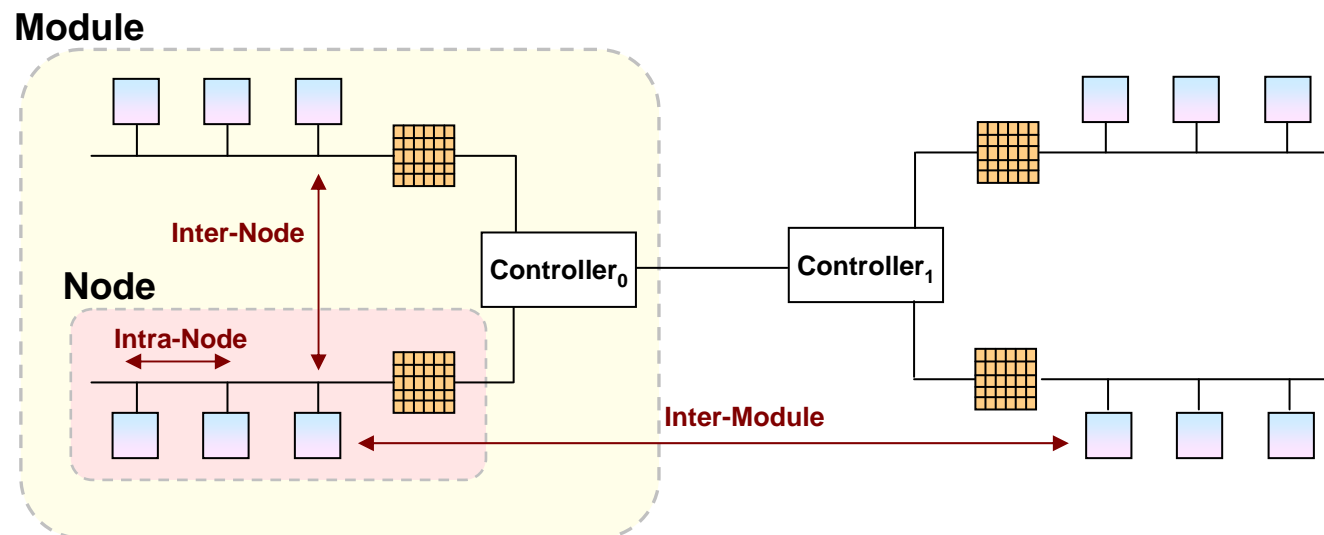 Module
Inter-Node
Controller₀
Controller₁
Node
Intra-Node
Inter-Module